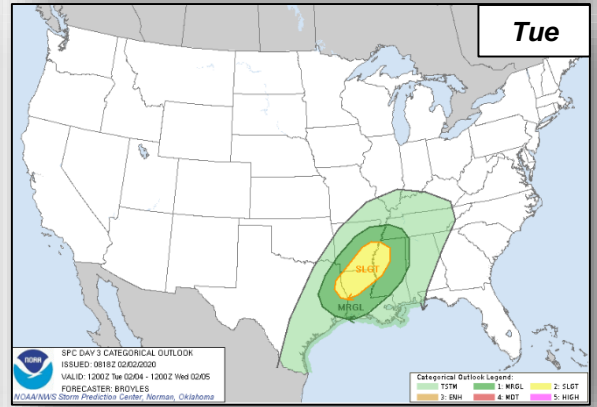 Tue
SLGT
MRGL
NOAA
SPC DAY 3 CATEGORICAL OUTLOOK
ISSUED: 0818Z 02/02/2020
VALID: 1200Z Tue 02/04 - 1200Z Wed 02/05
FORECASTER: BROYLES
NOAA/NWS Storm Prediction Center, Norman, Oklahoma
Categorical Outlook Legend:
TSTM 1: MRGL 2: SLGT
3: ENH 4: MDT 5: HIGH